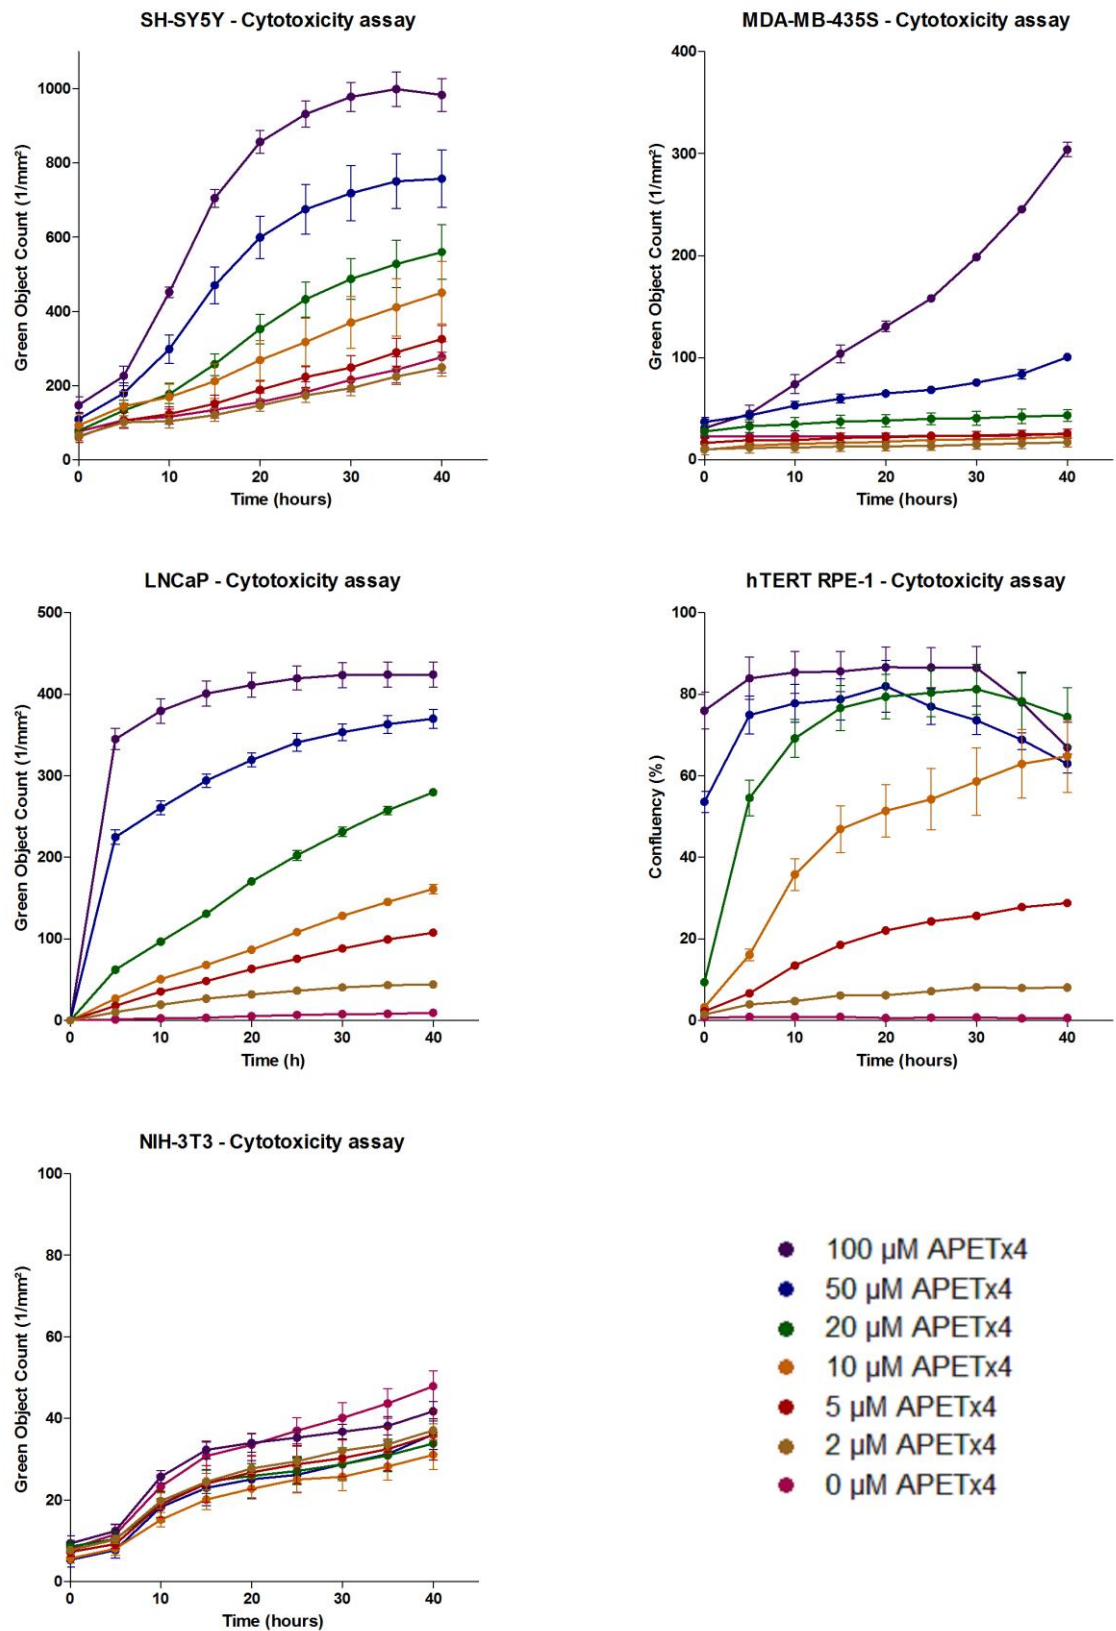 SH-SY5Y - Cytotoxicity assay
Green Object Count (1/mm²)
1000
800
600
400
200
0
0 10 20 30 40
Time (hours)
MDA-MB-435S - Cytotoxicity assay
Green Object Count (1/mm²)
400
300
200
100
0
0 10 20 30 40
Time (hours)
LNCaP - Cytotoxicity assay
Green Object Count (1/mm²)
500
400
300
200
100
0
0 10 20 30 40
Time (h)
hTERT RPE-1 - Cytotoxicity assay
Confluency (%)
100
80
60
40
20
0
0 10 20 30 40
Time (hours)
NIH-3T3 - Cytotoxicity assay
Green Object Count (1/mm²)
100
80
60
40
20
0
0 10 20 30 40
Time (hours)
100 µM APETx4
50 µM APETx4
20 µM APETx4
10 µM APETx4
5 µM APETx4
2 µM APETx4
0 µM APETx4